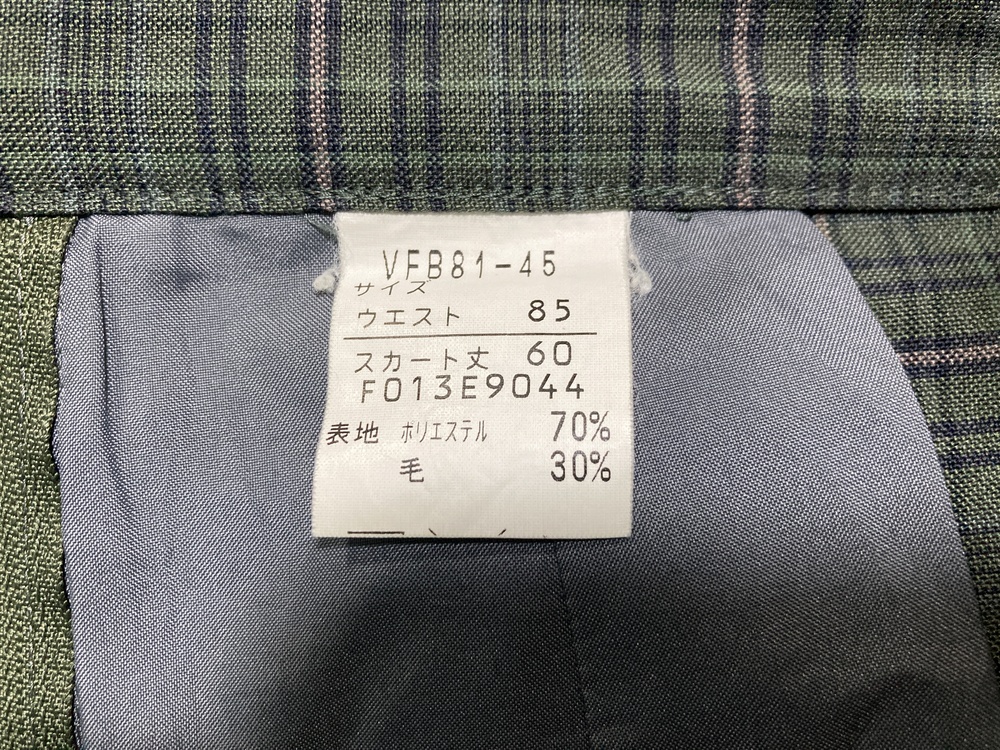 VFB81-45
サイズ
ウエスト 85
スカート丈 60
F013E9044
表地 ポリエステル 70%
毛 30%